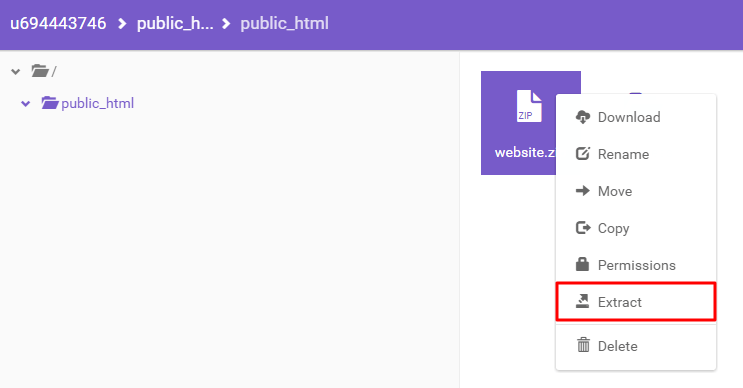 u694443746 > public_h... > public_html
/
public_html
ZIP
website.z
Download
Rename
Move
Copy
Permissions
Extract
Delete